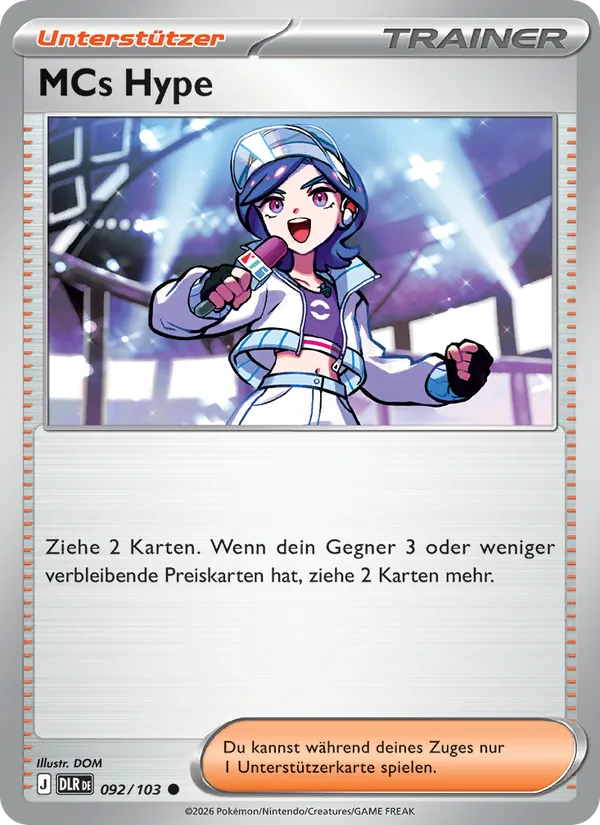 Unterstützer
TRAINER
MCs Hype
Ziehe 2 Karten. Wenn dein Gegner 3 oder weniger
verbleibende Preiskarten hat, ziehe 2 Karten mehr.
Du kannst während deines Zuges nur
1 Unterstützerkarte spielen.
Illustr. DOM
J DLR DE 092/103 ●
©2026 Pokémon/Nintendo/Creatures/GAME FREAK